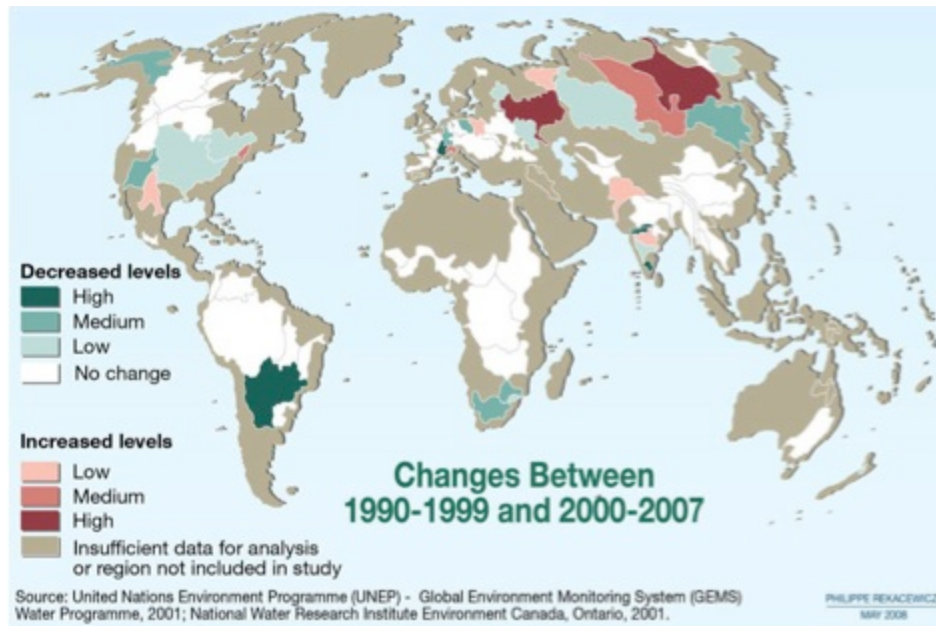 Decreased levels
High
Medium
Low
No change
Increased levels
Low
Medium
High
Insufficient data for analysis
or region not included in study
Changes Between
1990-1999 and 2000-2007
Source: United Nations Environment Programme (UNEP) - Global Environment Monitoring System (GEMS)
Water Programme, 2001; National Water Research Institute Environment Canada, Ontario, 2001.
PHILIPPE REKACEWICZ
MAY 2008